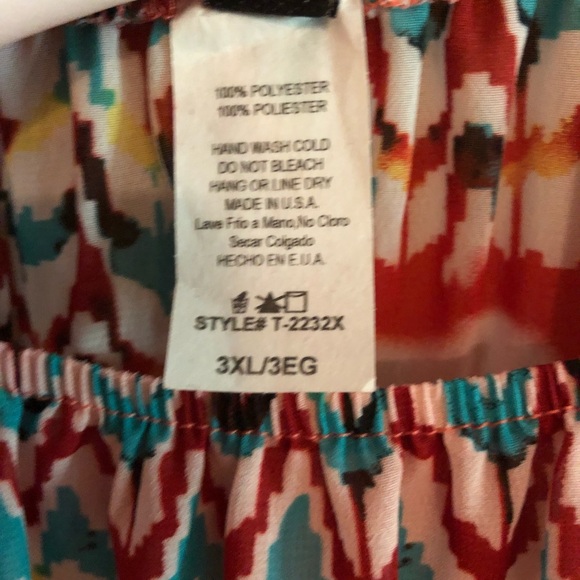 100% POLYESTER
100% POLIESTER
HAND WASH COLD
DO NOT BLEACH
HANG OR LINE DRY
MADE IN U.S.A.
Lave Frio a Mano, No Cloro
Secar Colgado
HECHO EN E.U.A.
STYLE# T-2232X
3XL/3EG